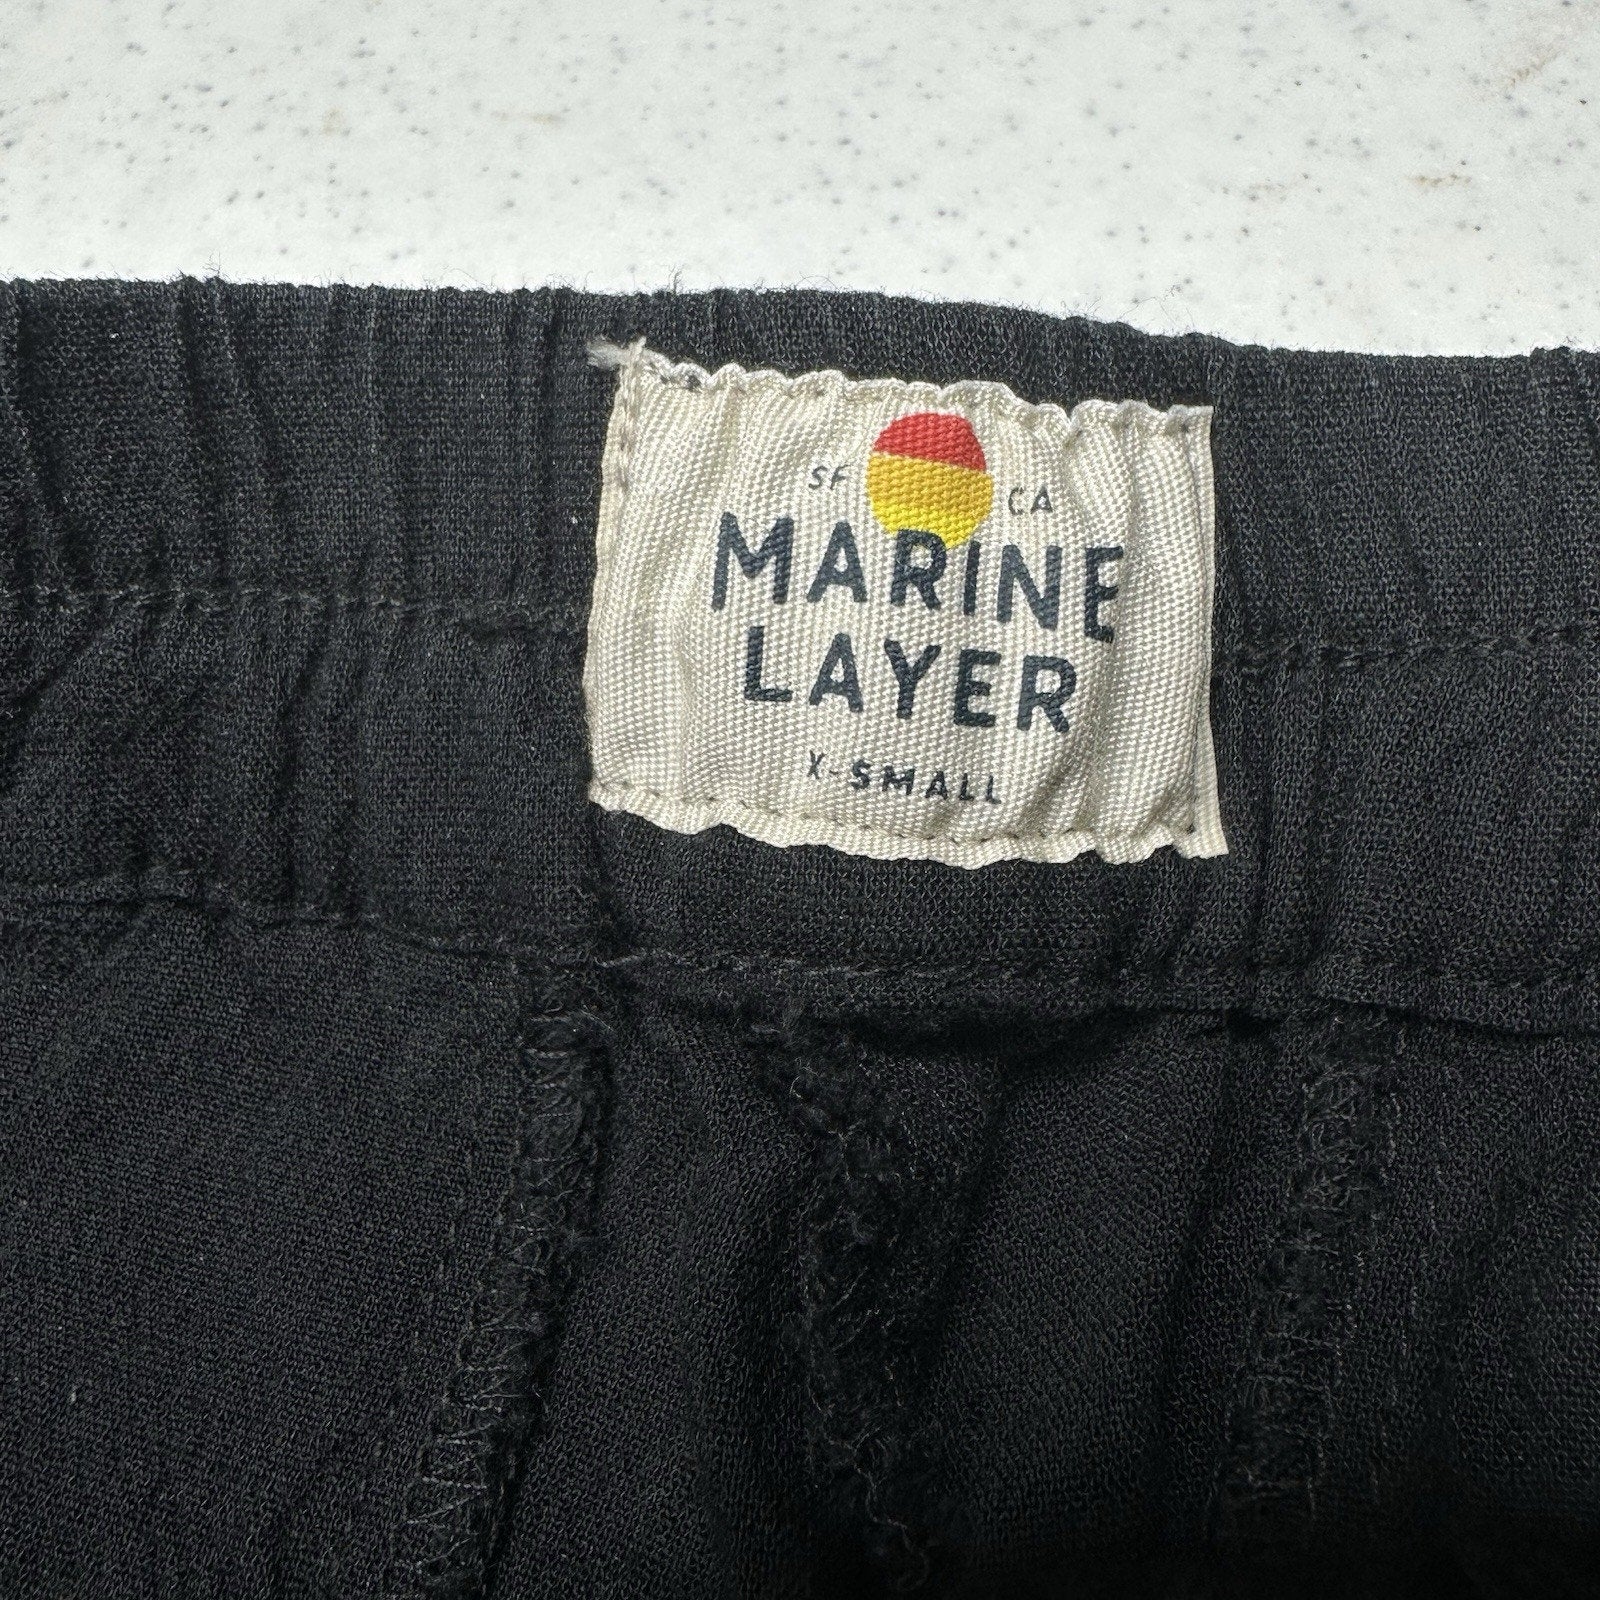 SF CA
MARINE
LAYER
X-SMALL